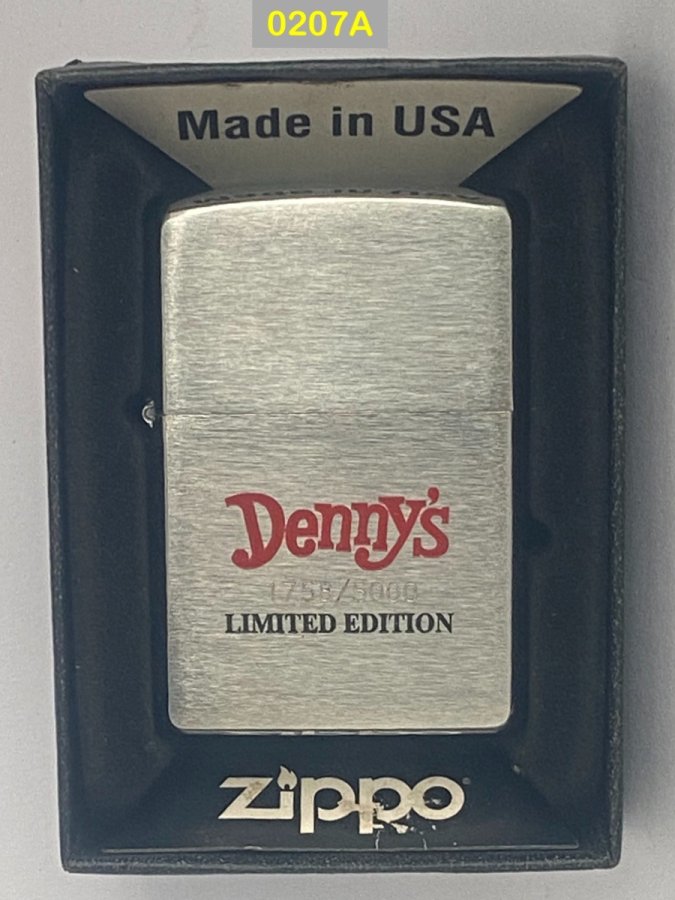 0207A
Made in USA
Denny's
1758/5000
LIMITED EDITION
zippo